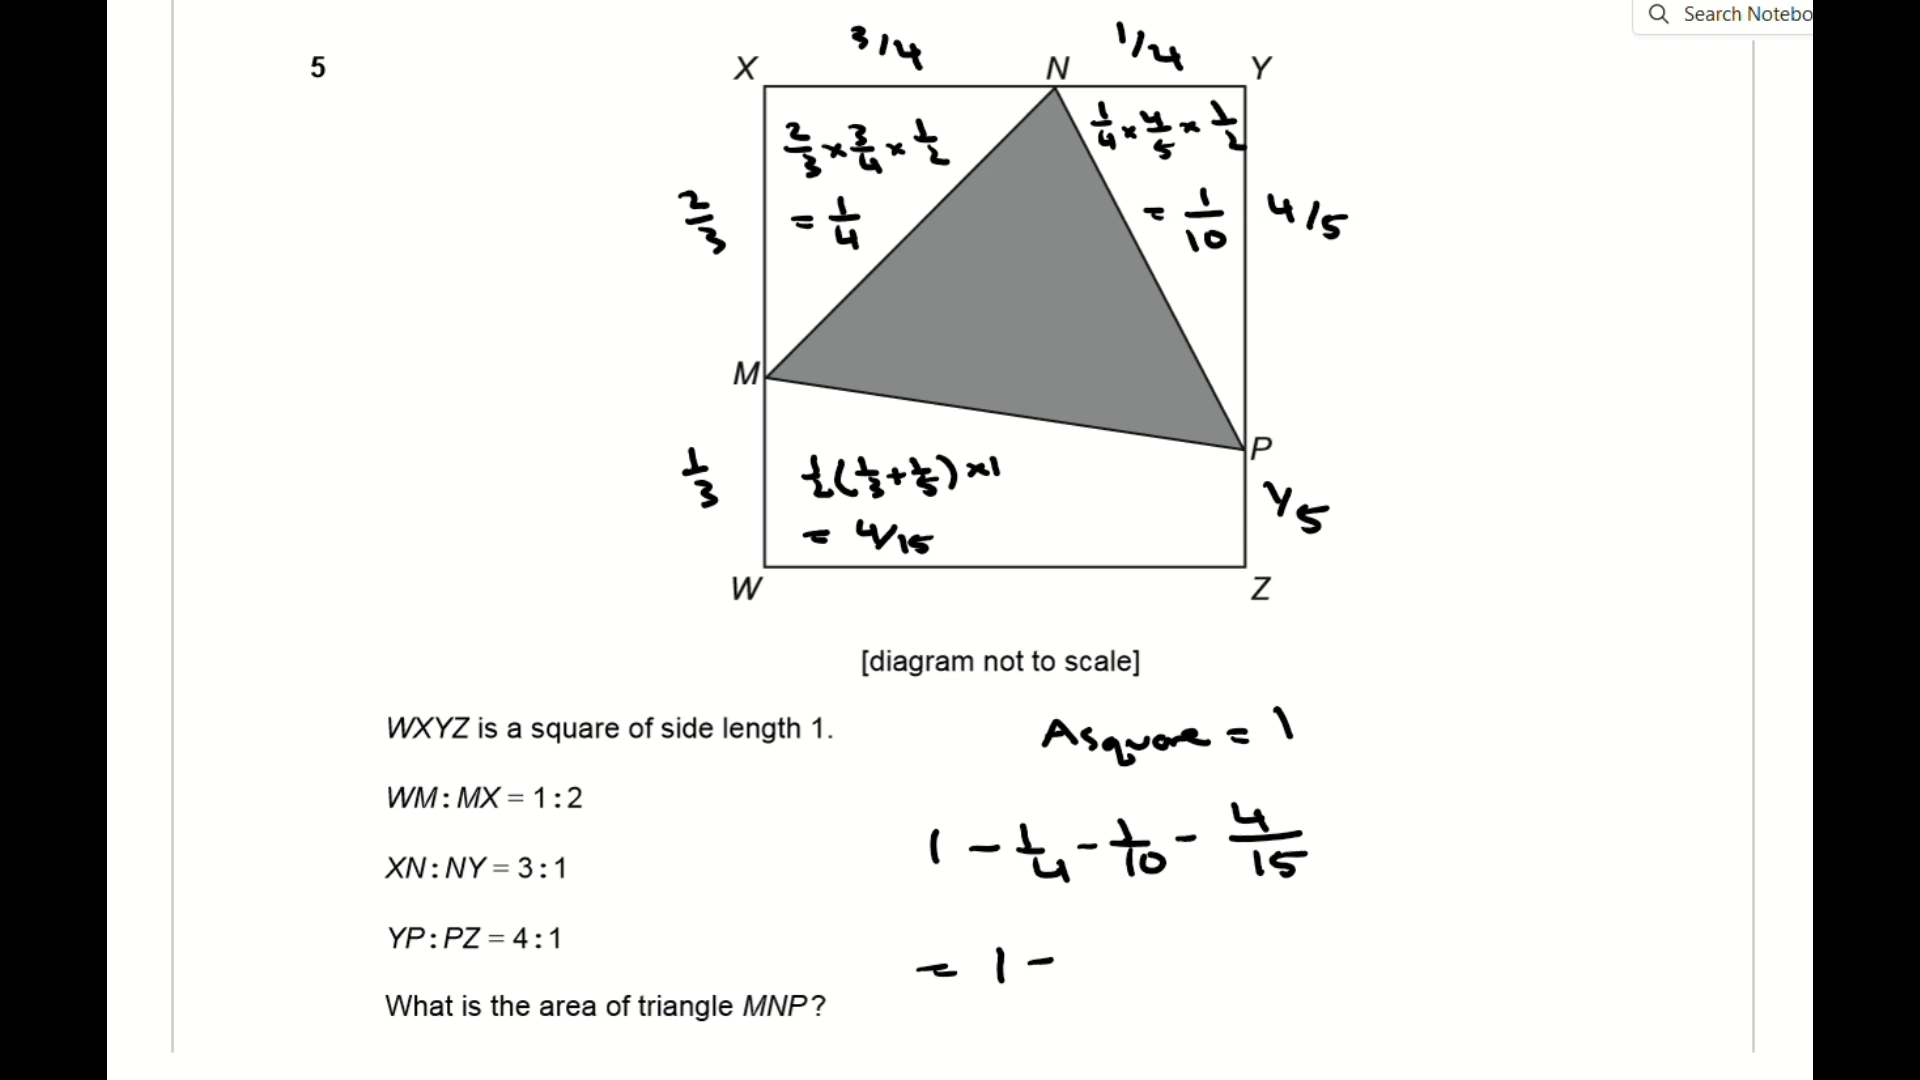 Search Notebo
5
3/4
1/4
X
N
Y
2/3 × 3/4 × 1/2
1/4 × 4/5 × 1/2
2/3
= 1/4
= 1/10
4/5
M
P
1/3
1/2(1/3+1/5)×1
1/5
= 4/15
W
Z
[diagram not to scale]
WXYZ is a square of side length 1.
A square = 1
WM : MX = 1 : 2
1 - 1/4 - 1/10 - 4/15
XN : NY = 3 : 1
YP : PZ = 4 : 1
= 1 -
What is the area of triangle MNP?